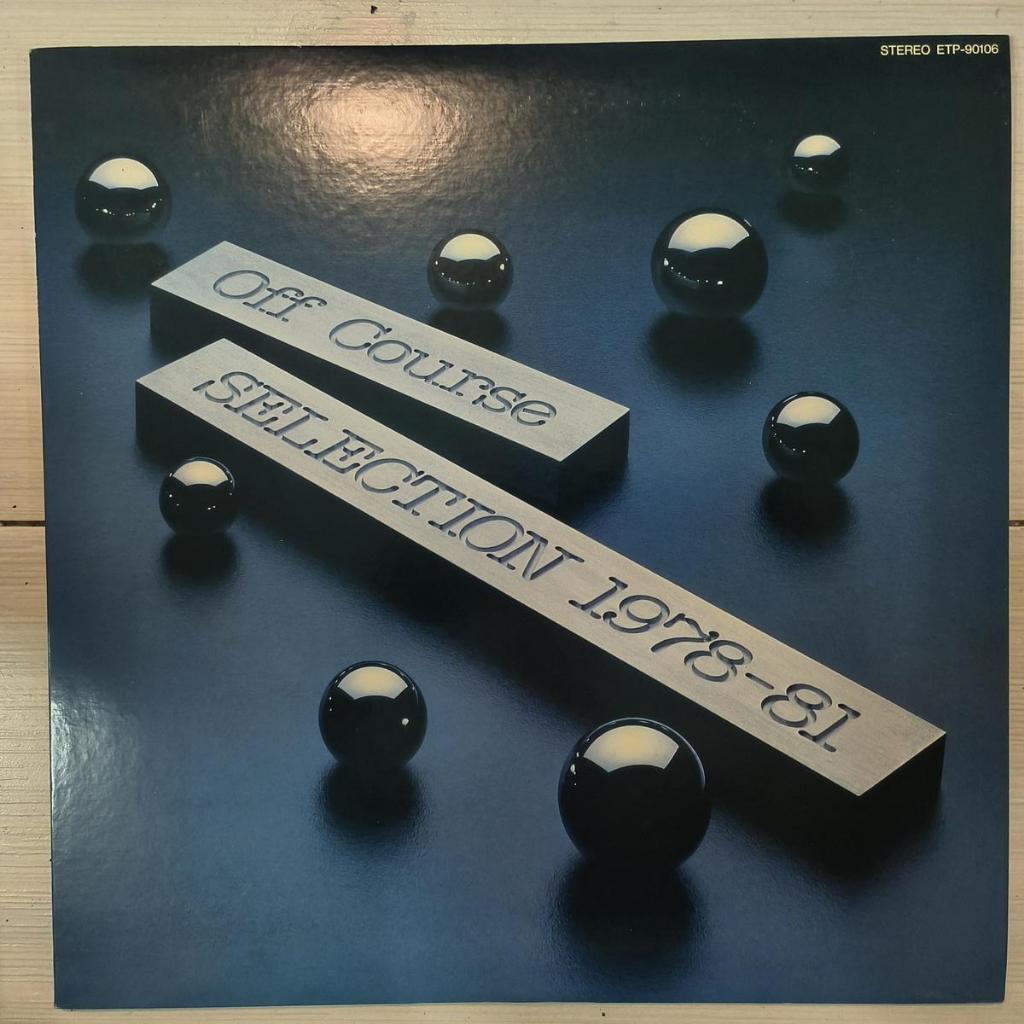 STEREO ETP-90106
Off Course
SELECTION 1978-81